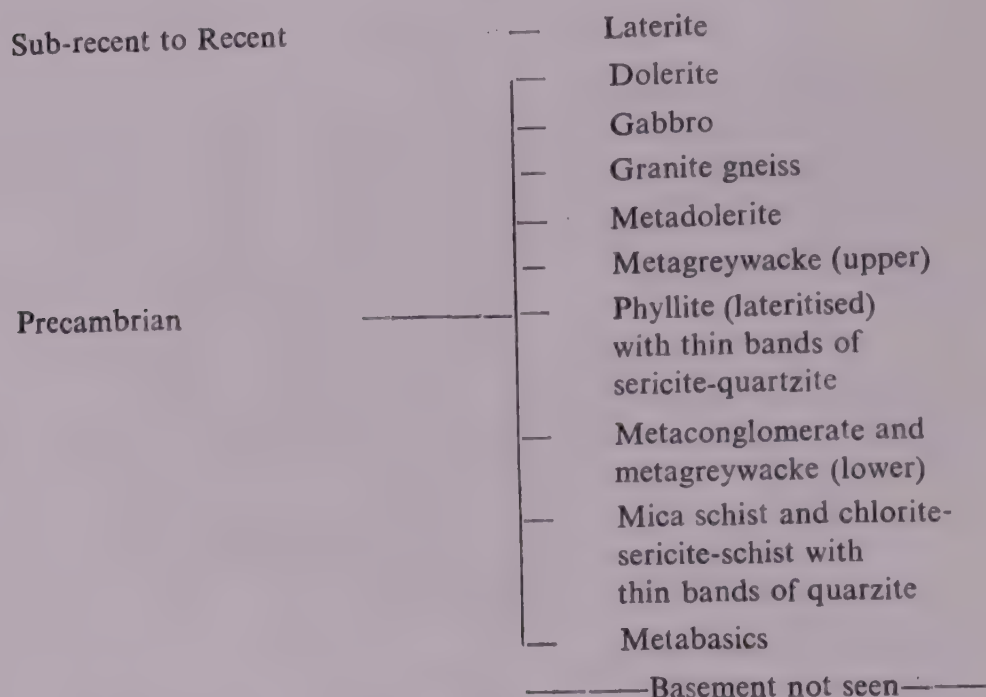 Sub-recent to Recent — Laterite
Dolerite
Gabbro
Granite gneiss
Metadolerite
Metagreywacke (upper)
Precambrian — Phyllite (lateritised)
with thin bands of
sericite-quartzite
Metaconglomerate and
metagreywacke (lower)
Mica schist and chlorite-
sericite-schist with
thin bands of quarzite
Metabasics
Basement not seen